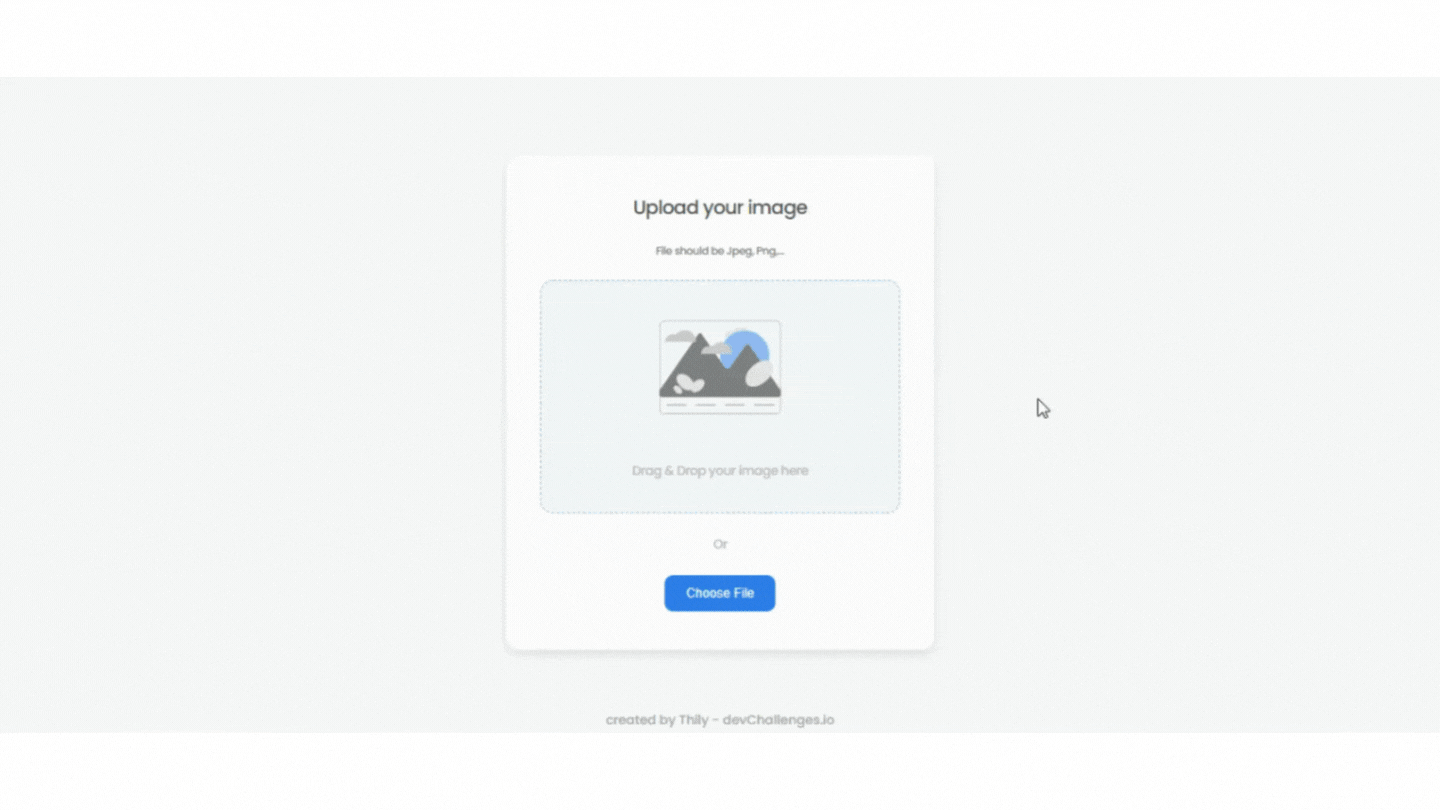 Upload your image
File should be Jpeg, Png,...
Drag & Drop your image here
Or
Choose File
created by Thily - devChallenges.io